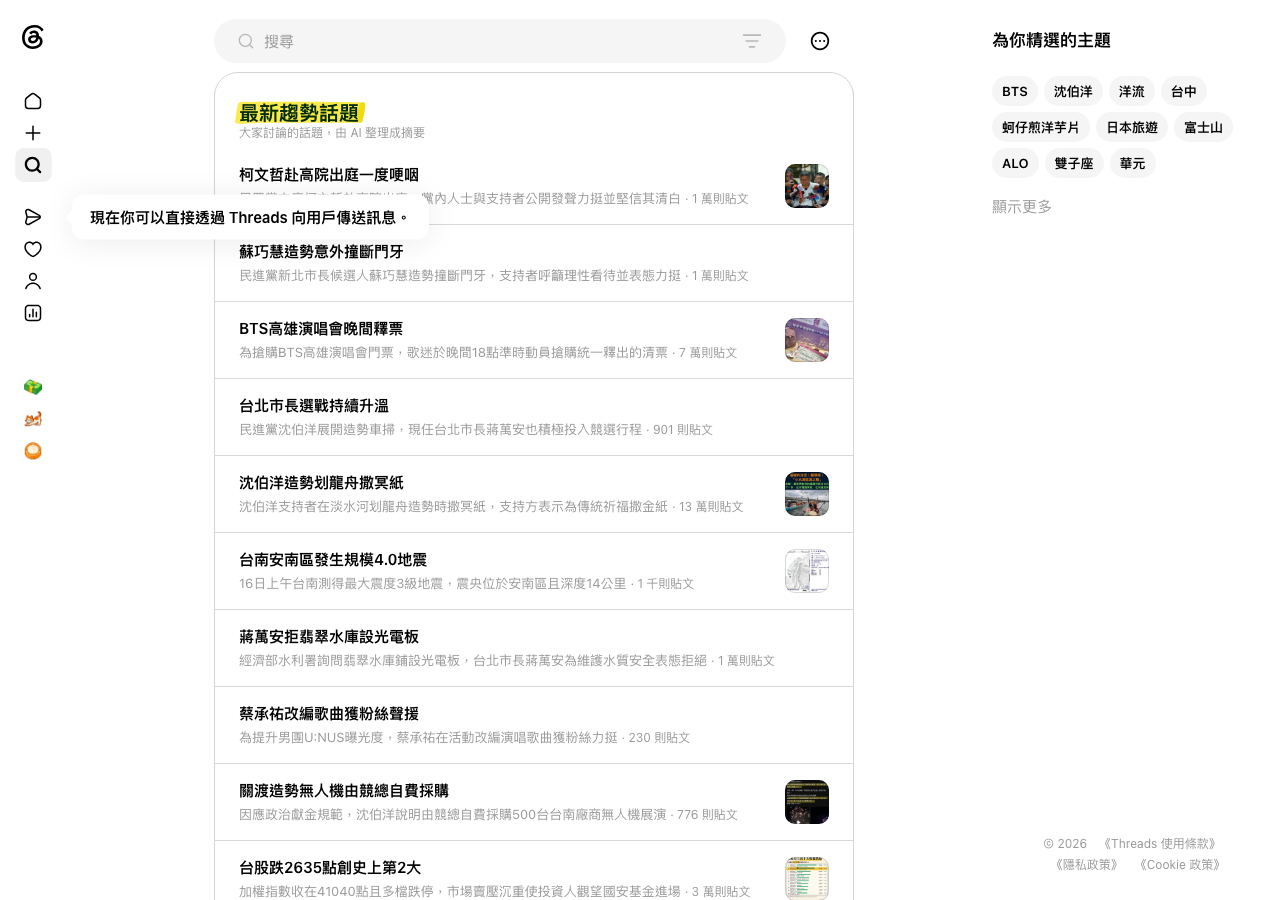 搜尋
最新趨勢話題
大家討論的話題，由 AI 整理成摘要
柯文哲赴高院出庭一度哽咽
黨內人士與支持者公開發聲力挺並堅信其清白 · 1 萬則貼文
現在你可以直接透過 Threads 向用戶傳送訊息。
蘇巧慧造勢意外撞斷門牙
民進黨新北市長候選人蘇巧慧造勢撞斷門牙，支持者呼籲理性看待並表態力挺 · 1 萬則貼文
BTS高雄演唱會晚間釋票
為搶購BTS高雄演唱會門票，歌迷於晚間18點準時動員搶購統一釋出的清票 · 7 萬則貼文
台北市長選戰持續升溫
民進黨沈伯洋展開造勢車掃，現任台北市長蔣萬安也積極投入競選行程 · 901 則貼文
沈伯洋造勢划龍舟撒冥紙
沈伯洋支持者在淡水河划龍舟造勢時撒冥紙，支持方表示為傳統祈福撒金紙 · 13 萬則貼文
台南安南區發生規模4.0地震
16日上午台南測得最大震度3級地震，震央位於安南區且深度14公里 · 1 千則貼文
蔣萬安拒翡翠水庫設光電板
經濟部水利署詢問翡翠水庫鋪設光電板，台北市長蔣萬安為維護水質安全表態拒絕 · 1 萬則貼文
蔡承祐改編歌曲獲粉絲聲援
為提升男團U:NUS曝光度，蔡承祐在活動改編演唱歌曲獲粉絲力挺 · 230 則貼文
關渡造勢無人機由競總自費採購
因應政治獻金規範，沈伯洋說明由競總自費採購500台台南廠商無人機展演 · 776 則貼文
台股跌2635點創史上第2大
加權指數收在41040點且多檔跌停，市場賣壓沉重使投資人觀望國安基金進場 · 3 萬則貼文
為你精選的主題
BTS 沈伯洋 洋流 台中
蚵仔煎洋芋片 日本旅遊 富士山
ALO 雙子座 華元
顯示更多
© 2026 《Threads 使用條款》
《隱私政策》 《Cookie 政策》